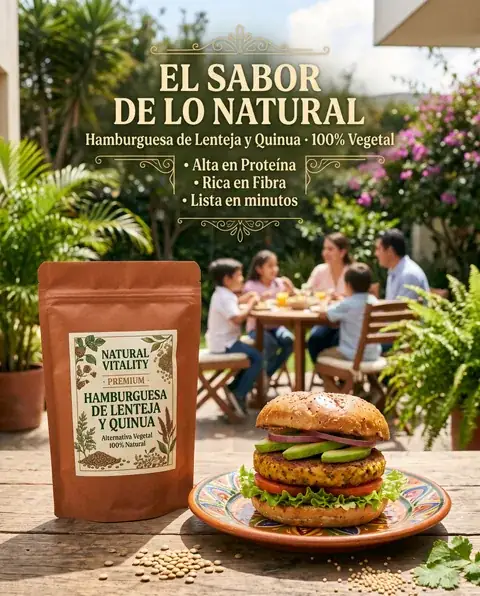 EL SABOR
DE LO NATURAL
Hamburguesa de Lenteja y Quinua · 100% Vegetal
• Alta en Proteína
• Rica en Fibra
• Lista en minutos
NATURAL
VITALITY
PREMIUM
HAMBURGUESA
DE LENTEJA
Y QUINUA
Alternativa Vegetal
100% Natural